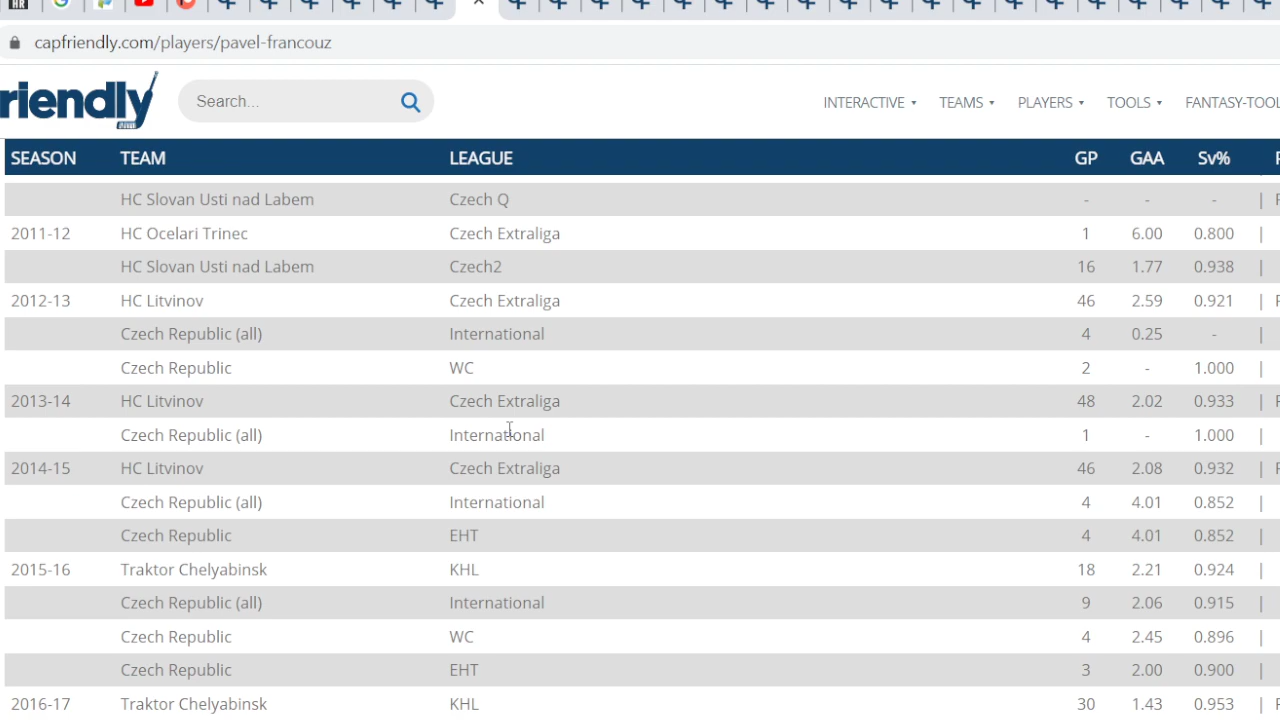 HR
capfriendly.com/players/pavel-francouz
riendly Search... INTERACTIVE TEAMS PLAYERS TOOLS FANTASY-TOOL
SEASON TEAM LEAGUE GP GAA Sv%
HC Slovan Usti nad Labem Czech Q - - - |
2011-12 HC Ocelari Trinec Czech Extraliga 1 6.00 0.800 |
HC Slovan Usti nad Labem Czech2 16 1.77 0.938 |
2012-13 HC Litvinov Czech Extraliga 46 2.59 0.921 |
Czech Republic (all) International 4 0.25 - |
Czech Republic WC 2 - 1.000 |
2013-14 HC Litvinov Czech Extraliga 48 2.02 0.933 |
Czech Republic (all) International 1 - 1.000 |
2014-15 HC Litvinov Czech Extraliga 46 2.08 0.932 |
Czech Republic (all) International 4 4.01 0.852 |
Czech Republic EHT 4 4.01 0.852 |
2015-16 Traktor Chelyabinsk KHL 18 2.21 0.924 |
Czech Republic (all) International 9 2.06 0.915 |
Czech Republic WC 4 2.45 0.896 |
Czech Republic EHT 3 2.00 0.900 |
2016-17 Traktor Chelyabinsk KHL 30 1.43 0.953 |